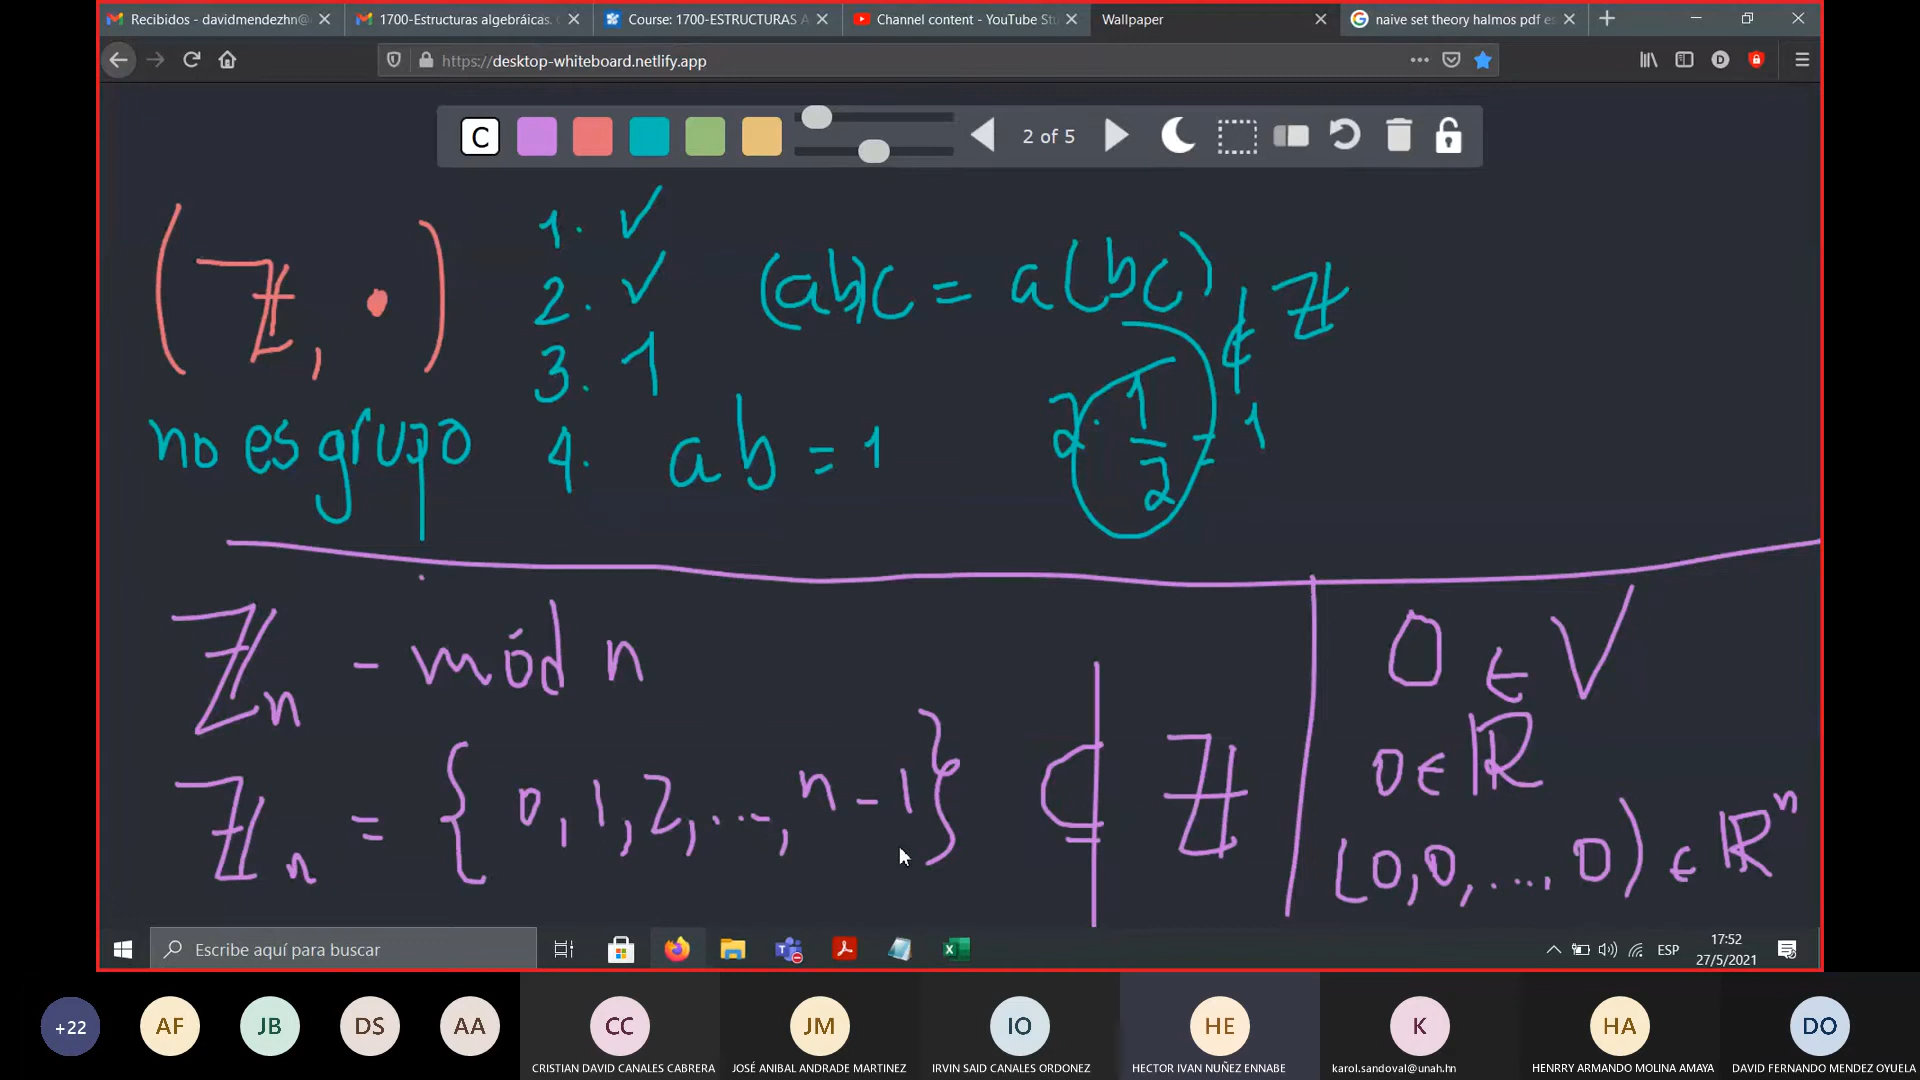 Recibidos - davidmendezhn@
1700-Estructuras algebráicas.
Course: 1700-ESTRUCTURAS A
Channel content - YouTube Stu
Wallpaper
naive set theory halmos pdf es
https://desktop-whiteboard.netlify.app
C
2 of 5
(ℤ, •)
no es grupo
1. ✓
2. ✓ (ab)c = a(bc)
3. 1
4. ab = 1
2 · 1/2 = 1
∉ ℤ
ℤn - mód n
ℤn = {0, 1, 2, ..., n-1} ⊆ ℤ
0 ∈ V
0 ∈ ℝ
(0, 0, ..., 0) ∈ ℝⁿ
Escribe aquí para buscar
ESP
17:52
27/5/2021
+22
AF
JB
DS
AA
CC
JM
IO
HE
K
HA
DO
CRISTIAN DAVID CANALES CABRERA
JOSÉ ANIBAL ANDRADE MARTINEZ
IRVIN SAID CANALES ORDONEZ
HECTOR IVAN NUÑEZ ENNABE
karol.sandoval@unah.hn
HENRRY ARMANDO MOLINA AMAYA
DAVID FERNANDO MENDEZ OYUELA